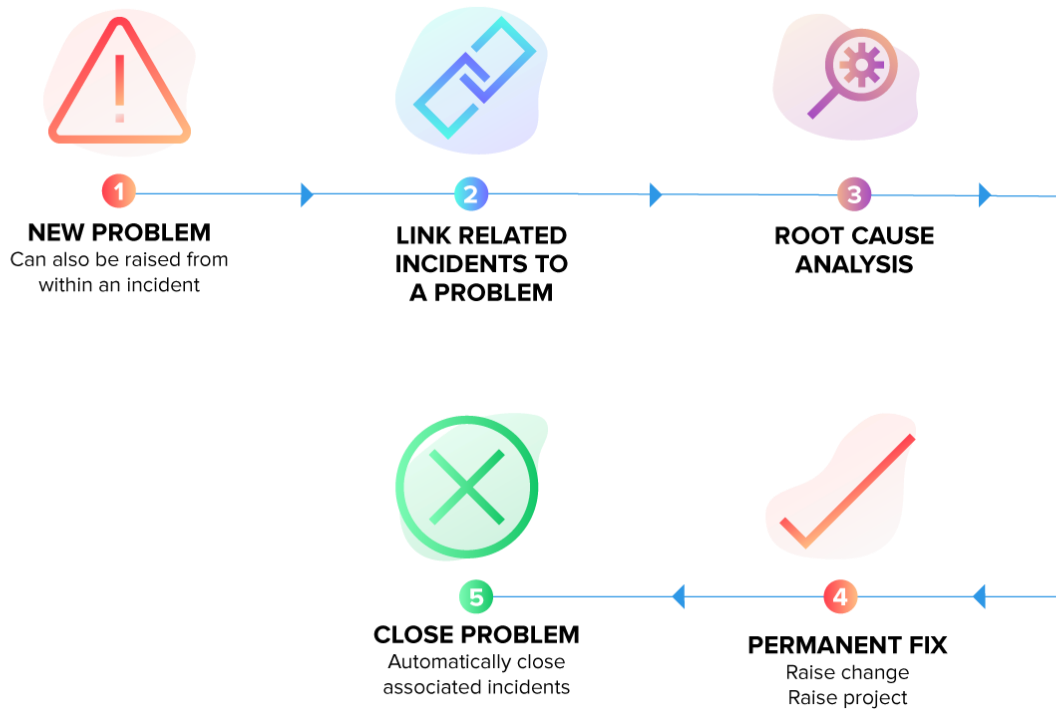 1
NEW PROBLEM
Can also be raised from
within an incident
2
LINK RELATED
INCIDENTS TO
A PROBLEM
3
ROOT CAUSE
ANALYSIS
4
PERMANENT FIX
Raise change
Raise project
5
CLOSE PROBLEM
Automatically close
associated incidents